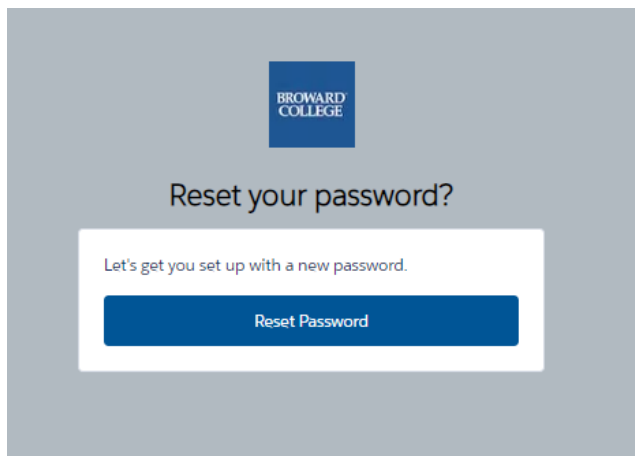 BROWARD
COLLEGE
Reset your password?
Let's get you set up with a new password.
Reset Password